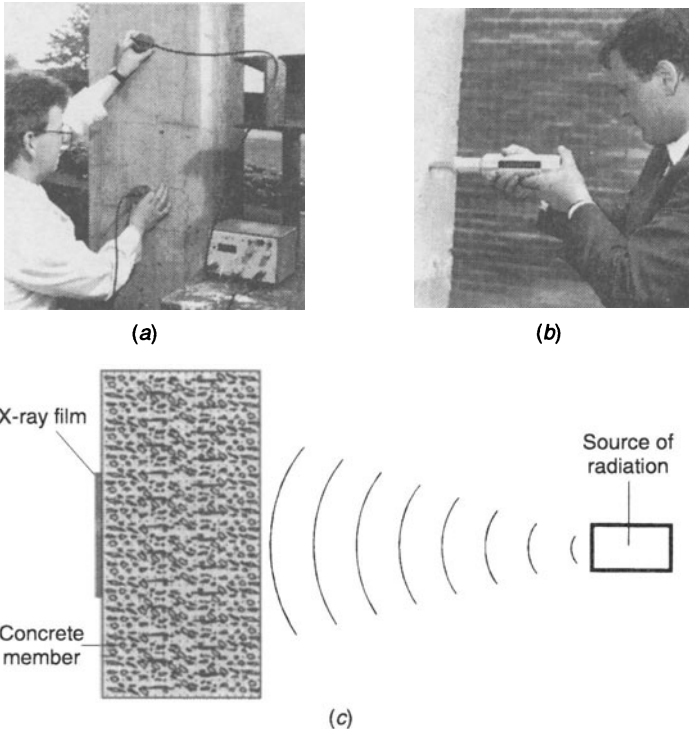 (a)
(b)
X-ray film
Source of
radiation
Concrete
member
(c)